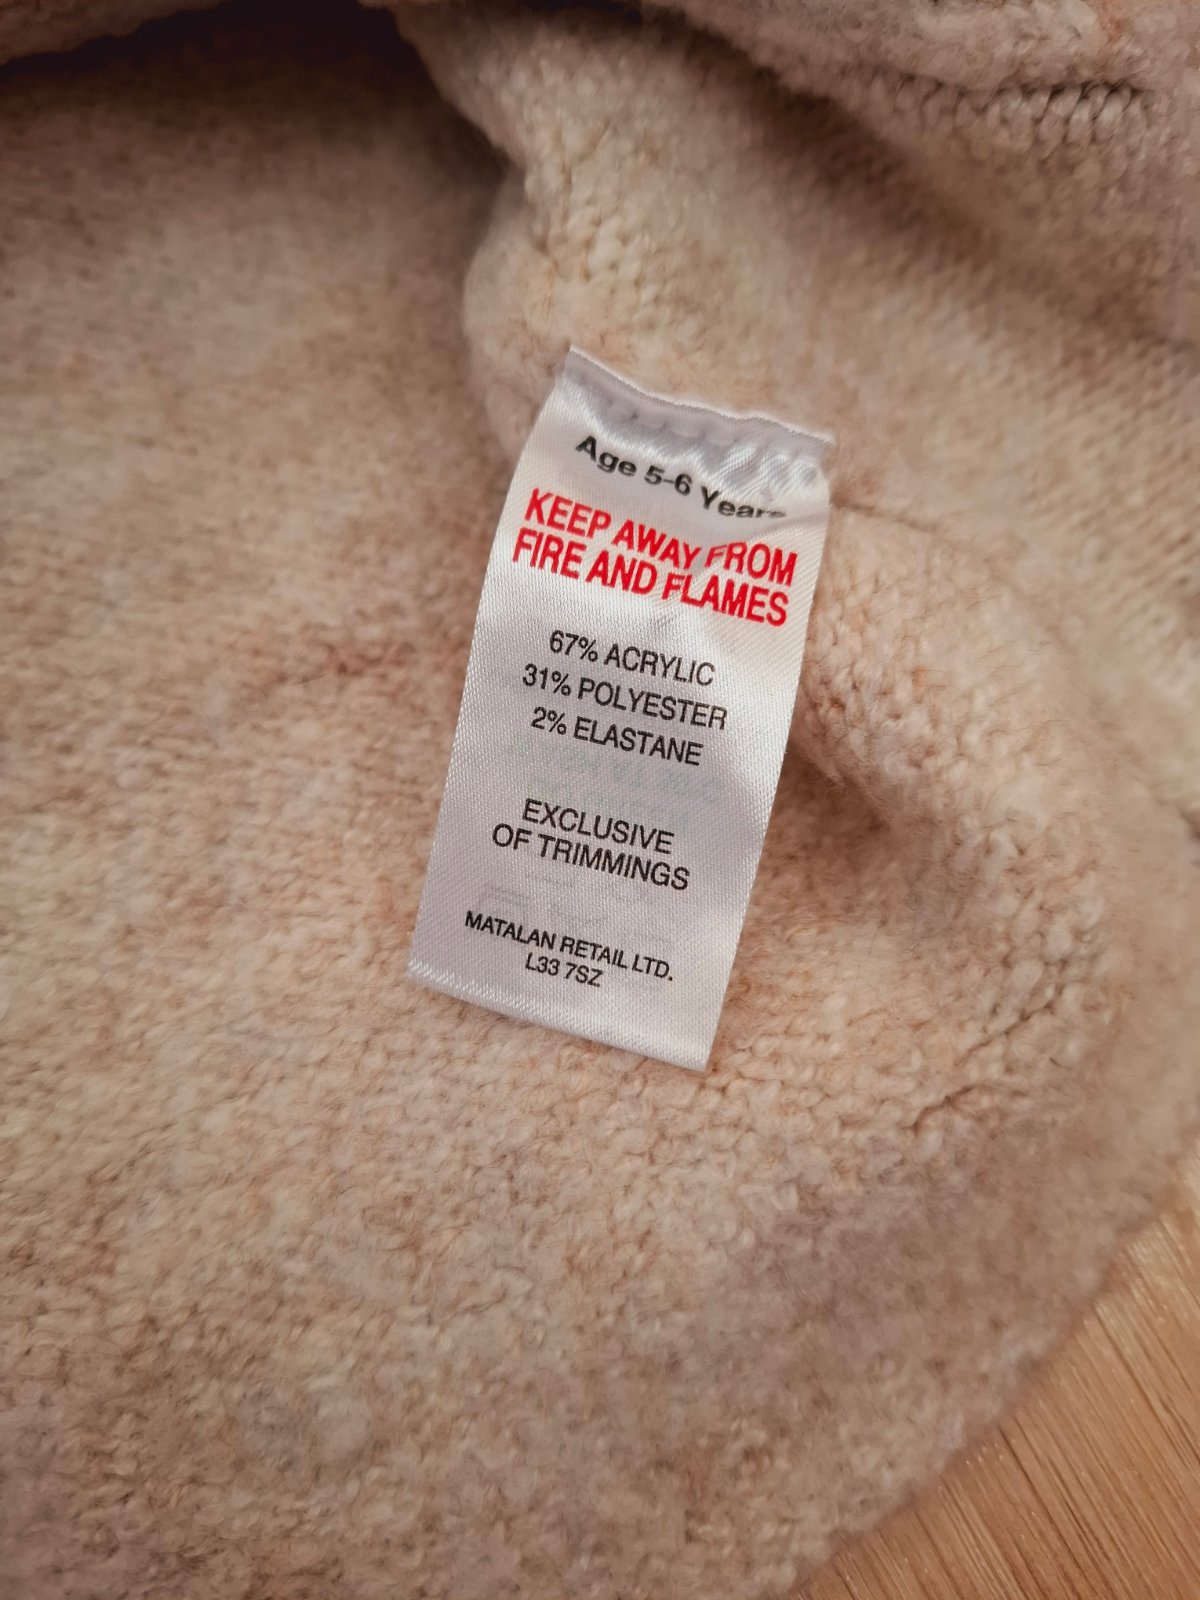 Age 5-6 Years
KEEP AWAY FROM
FIRE AND FLAMES
67% ACRYLIC
31% POLYESTER
2% ELASTANE
EXCLUSIVE
OF TRIMMINGS
MATALAN RETAIL LTD.
L33 7SZ